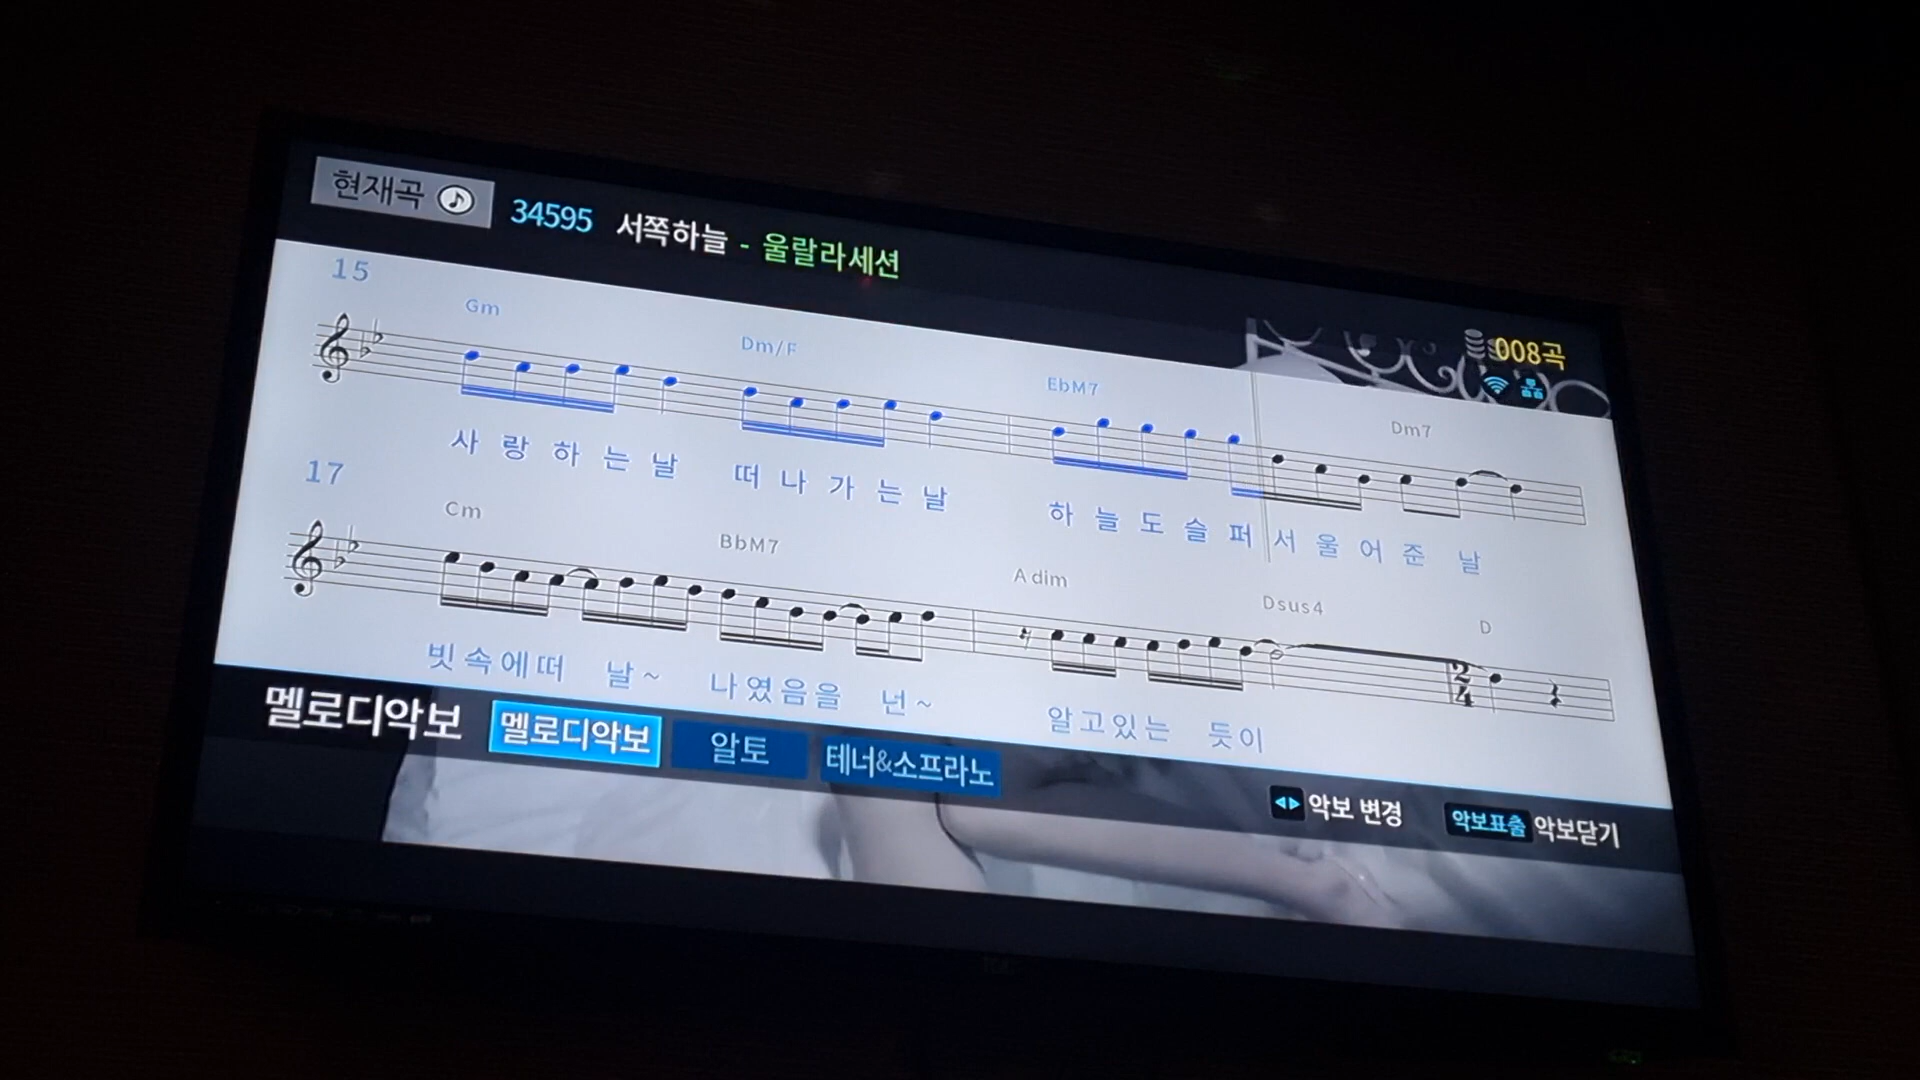 현재곡 34595 서쪽하늘 - 울랄라세션
008곡
15
Gm Dm/F EbM7 Dm7
사랑하는날 떠나가는날 하늘도슬퍼서울어준 날
17
Cm BbM7 A dim Dsus4 D
2
4
빗속에떠 날~ 나였음을 넌~ 알고있는 듯이
멜로디악보 멜로디악보 알토 테너&소프라노
악보 변경 악보표출 악보닫기